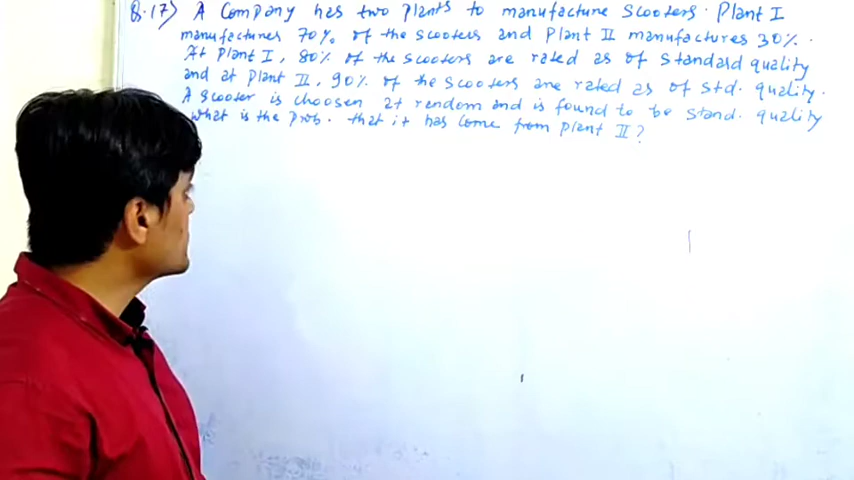 Q.17) A Company has two plants to manufacture scooters. Plant I
manufactures 70% of the scooters and Plant II manufactures 30%.
At Plant I, 80% of the scooters are rated as of standard quality
and at Plant II, 90% of the scooters are rated as of std. quality.
A scooter is choosen at random and is found to be stand. quality
what is the Prob. that it has come from plant II?